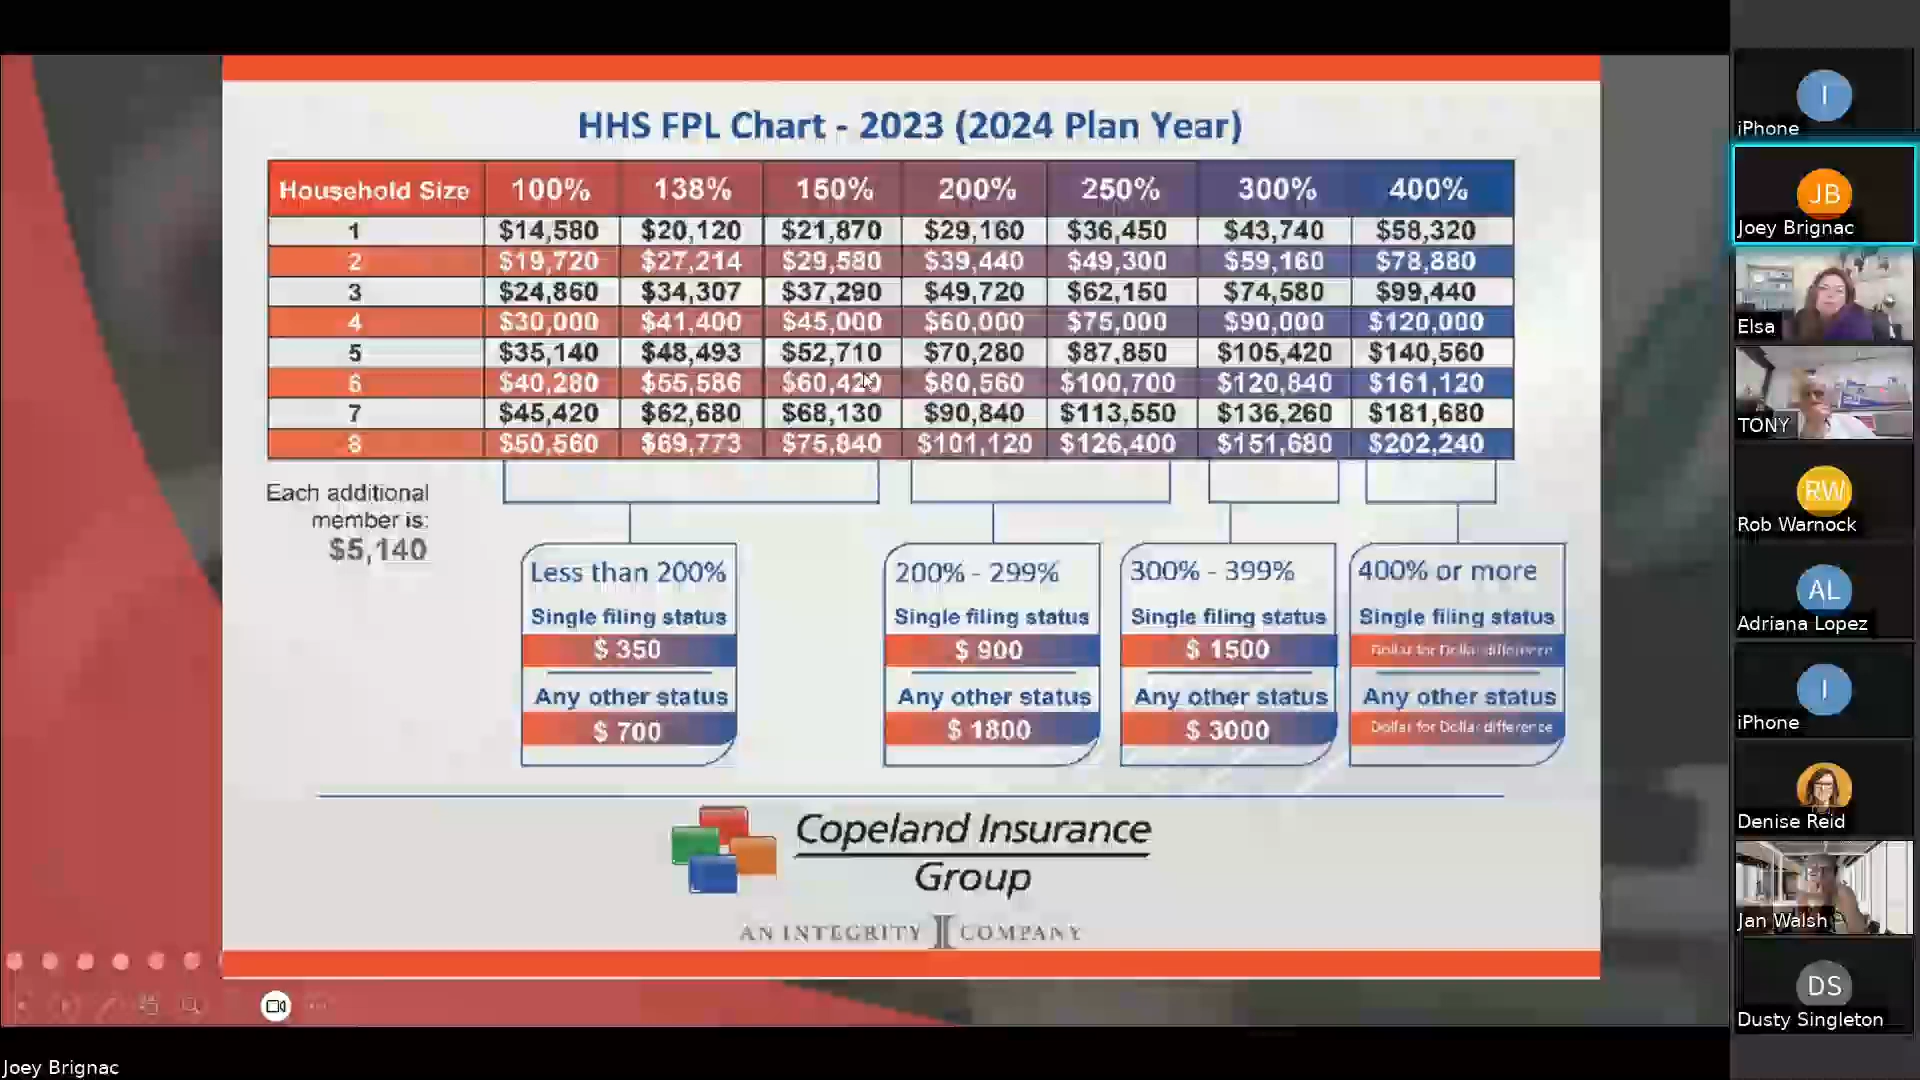 HHS FPL Chart - 2023 (2024 Plan Year)
Household Size 100% 138% 150% 200% 250% 300% 400%
1 $14,580 $20,120 $21,870 $29,160 $36,450 $43,740 $58,320
2 $19,720 $27,214 $29,580 $39,440 $49,300 $59,160 $78,880
3 $24,860 $34,307 $37,290 $49,720 $62,150 $74,580 $99,440
4 $30,000 $41,400 $45,000 $60,000 $75,000 $90,000 $120,000
5 $35,140 $48,493 $52,710 $70,280 $87,850 $105,420 $140,560
6 $40,280 $55,586 $60,420 $80,560 $100,700 $120,840 $161,120
7 $45,420 $62,680 $68,130 $90,840 $113,550 $136,260 $181,680
8 $50,560 $69,773 $75,840 $101,120 $126,400 $151,680 $202,240
Each additional
member is:
$5,140
Less than 200%
Single filing status
$ 350
Any other status
$ 700
200% - 299%
Single filing status
$ 900
Any other status
$ 1800
300% - 399%
Single filing status
$ 1500
Any other status
$ 3000
400% or more
Single filing status
Dollar for Dollar difference
Any other status
Dollar for Dollar difference
Copeland Insurance
Group
AN INTEGRITY COMPANY
I
iPhone
JB
Joey Brignac
Elsa
TONY
RW
Rob Warnock
AL
Adriana Lopez
I
iPhone
Denise Reid
Jan Walsh
DS
Dusty Singleton
Joey Brignac